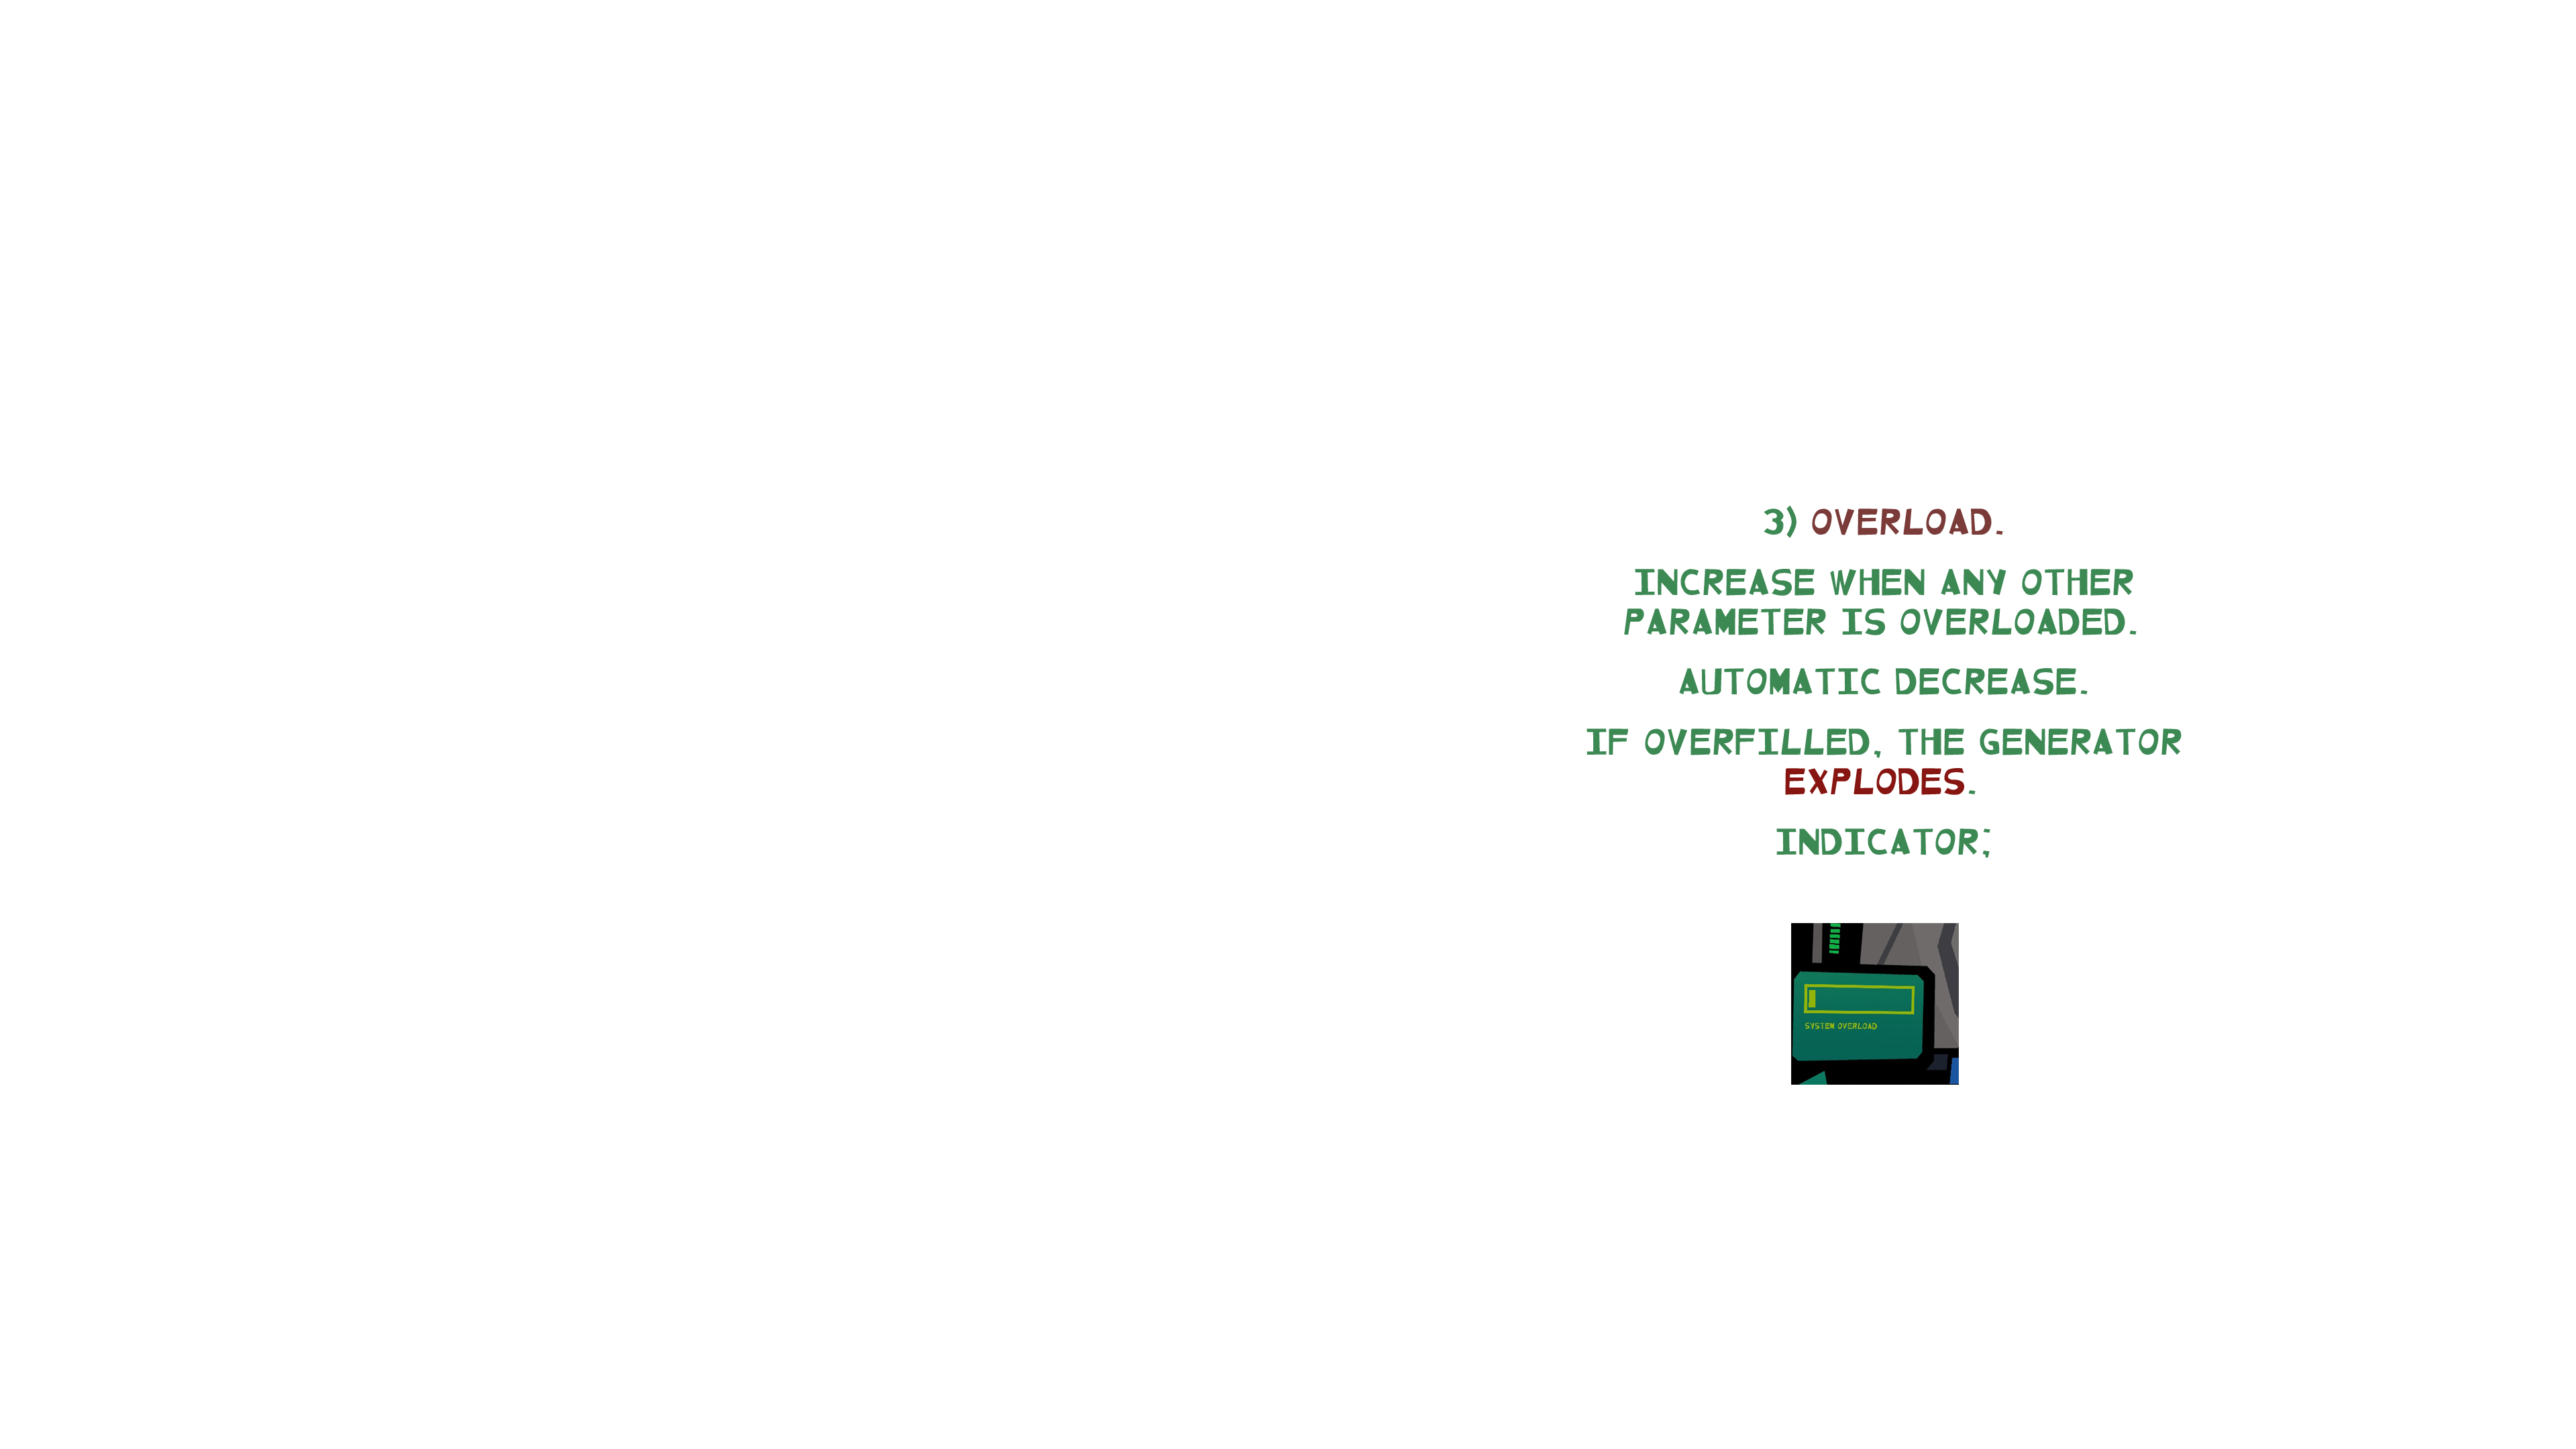 3) OVERLOAD.
INCREASE WHEN ANY OTHER
PARAMETER IS OVERLOADED.
AUTOMATIC DECREASE.
IF OVERFILLED, THE GENERATOR
EXPLODES.
INDICATOR;
SYSTEM OVERLOAD